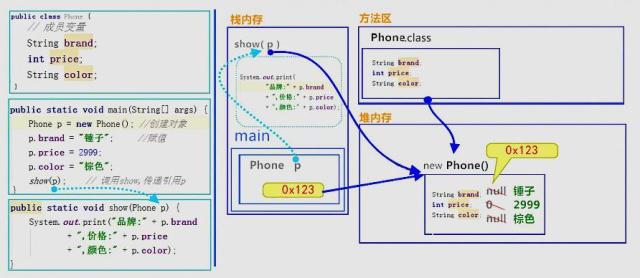 public class Phone {
// 成员变量
String brand;
int price;
String color;
}
public static void main(String[] args) {
Phone p = new Phone(); //创建对象
p.brand = "锤子"; //赋值
p.price = 2999;
p.color = "棕色";
show(p); // 调用show,传递引用p
}
public static void show(Phone p) {
System.out.print("品牌:" + p.brand
+ ",价格:" + p.price
+ ",颜色:" + p.color);
}
栈内存
show( p )
System.out.print(
"品牌:" + p.brand
+ ",价格:" + p.price
+ ",颜色:" + p.color);
main
Phone p
0x123
方法区
Phone.class
String brand;
int price;
String color;
堆内存
0x123
new Phone()
String brand; null 锤子
int price; 0 2999
String color; null 棕色